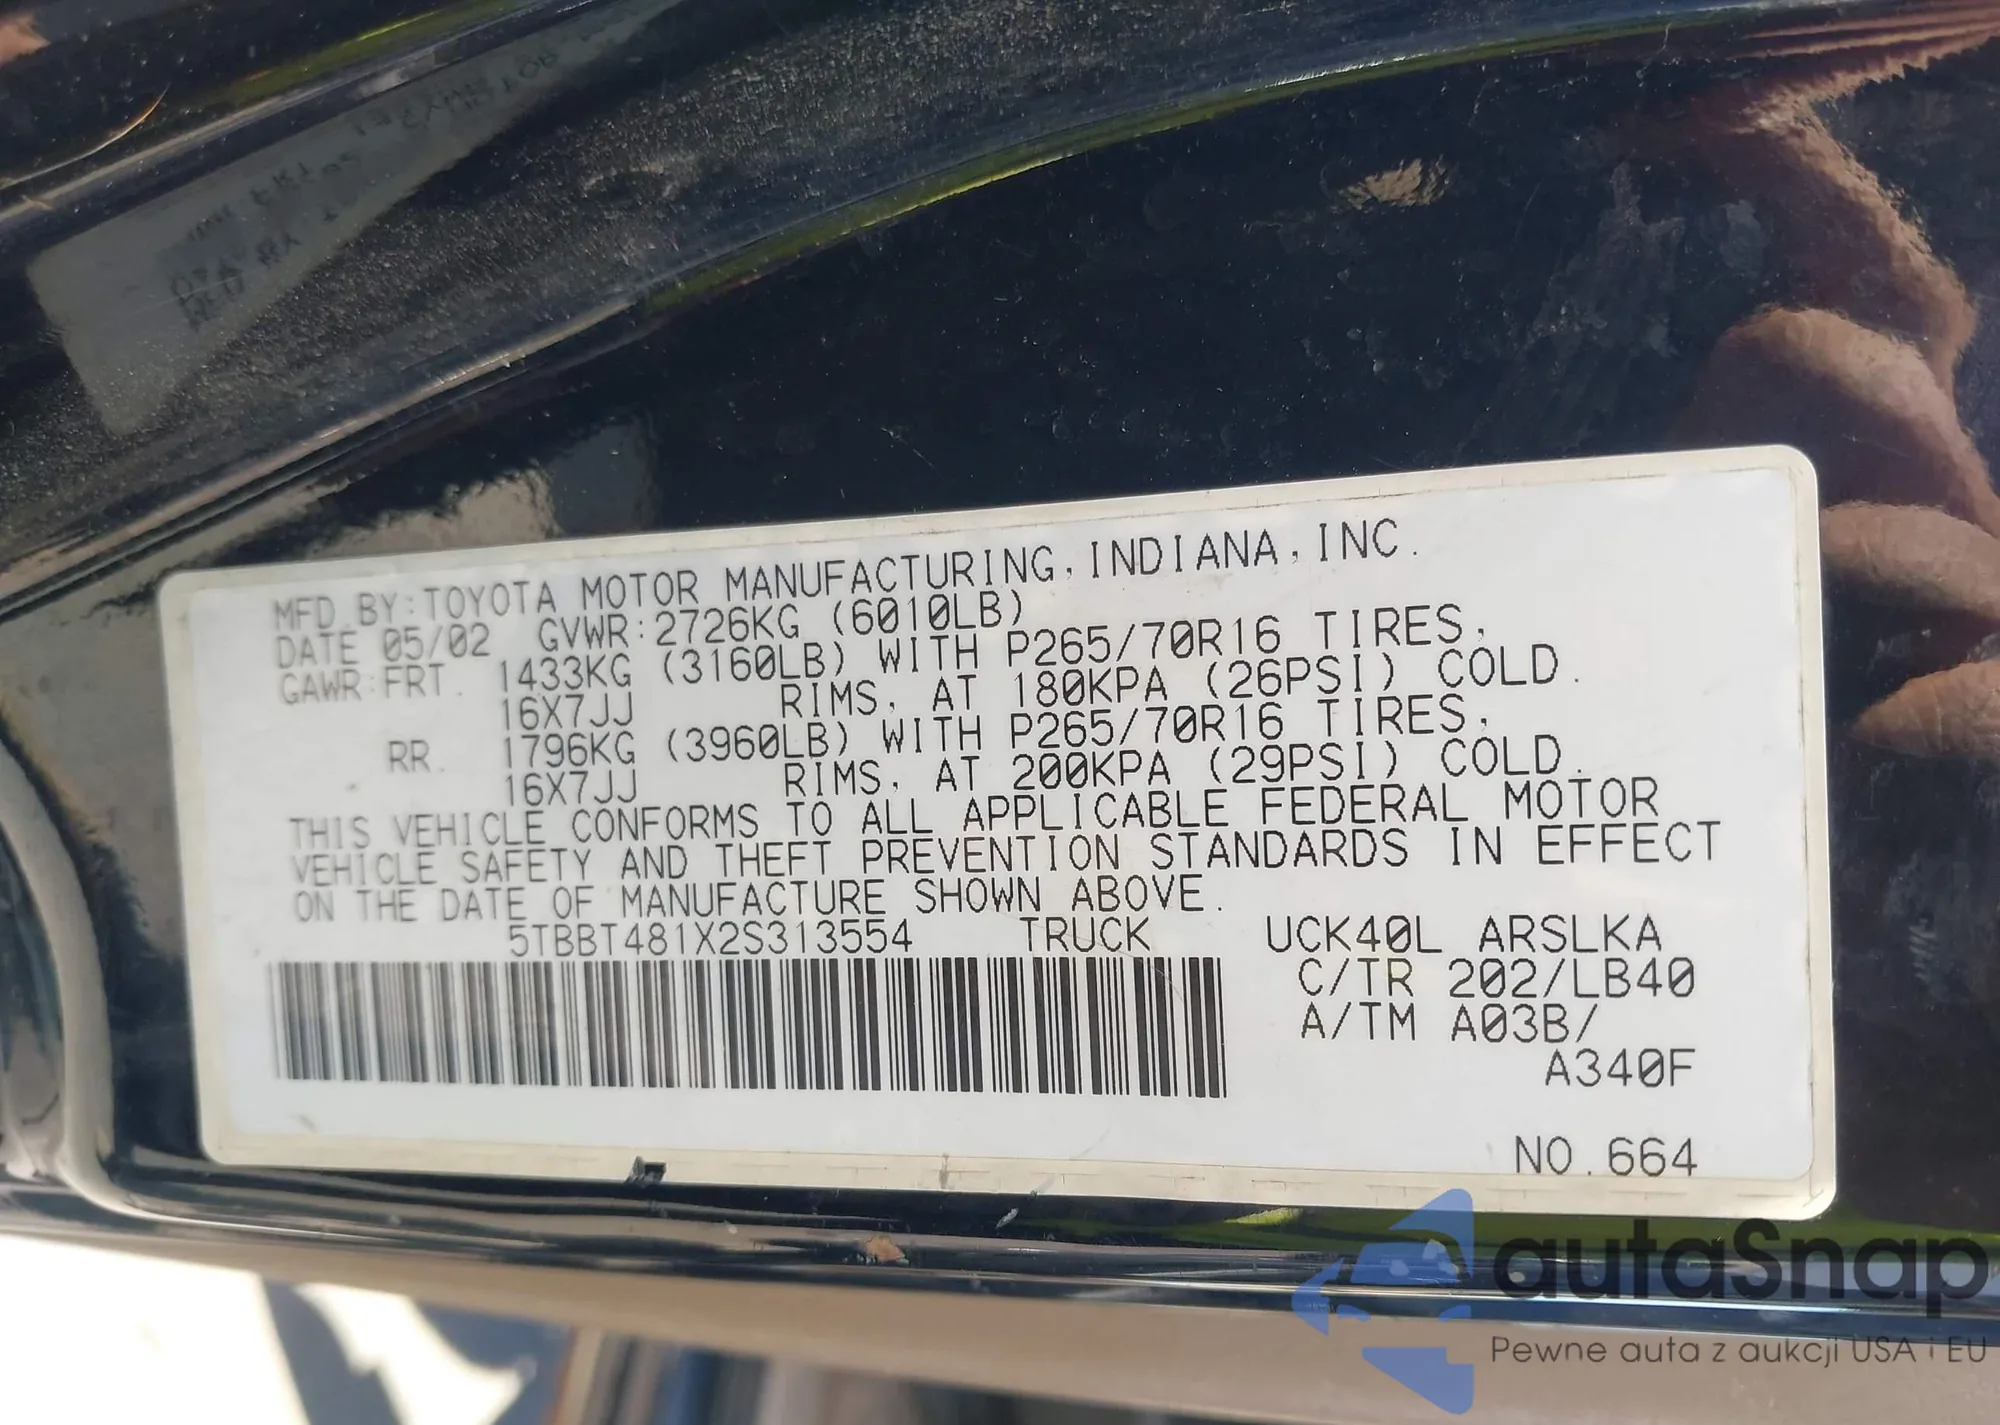 MFD.BY:TOYOTA MOTOR MANUFACTURING,INDIANA,INC.
DATE 05/02 GVWR:2726KG (6010LB)
GAWR:FRT. 1433KG (3160LB) WITH P265/70R16 TIRES,
16X7JJ RIMS, AT 180KPA (26PSI) COLD.
RR. 1796KG (3960LB) WITH P265/70R16 TIRES,
16X7JJ RIMS, AT 200KPA (29PSI) COLD.
THIS VEHICLE CONFORMS TO ALL APPLICABLE FEDERAL MOTOR
VEHICLE SAFETY AND THEFT PREVENTION STANDARDS IN EFFECT
ON THE DATE OF MANUFACTURE SHOWN ABOVE.
5TBBT481X2S313554 TRUCK UCK40L ARSLKA
C/TR 202/LB40
A/TM A03B/
A340F
NO.664
autaSnap
Pewne auta z aukcji USA i EU